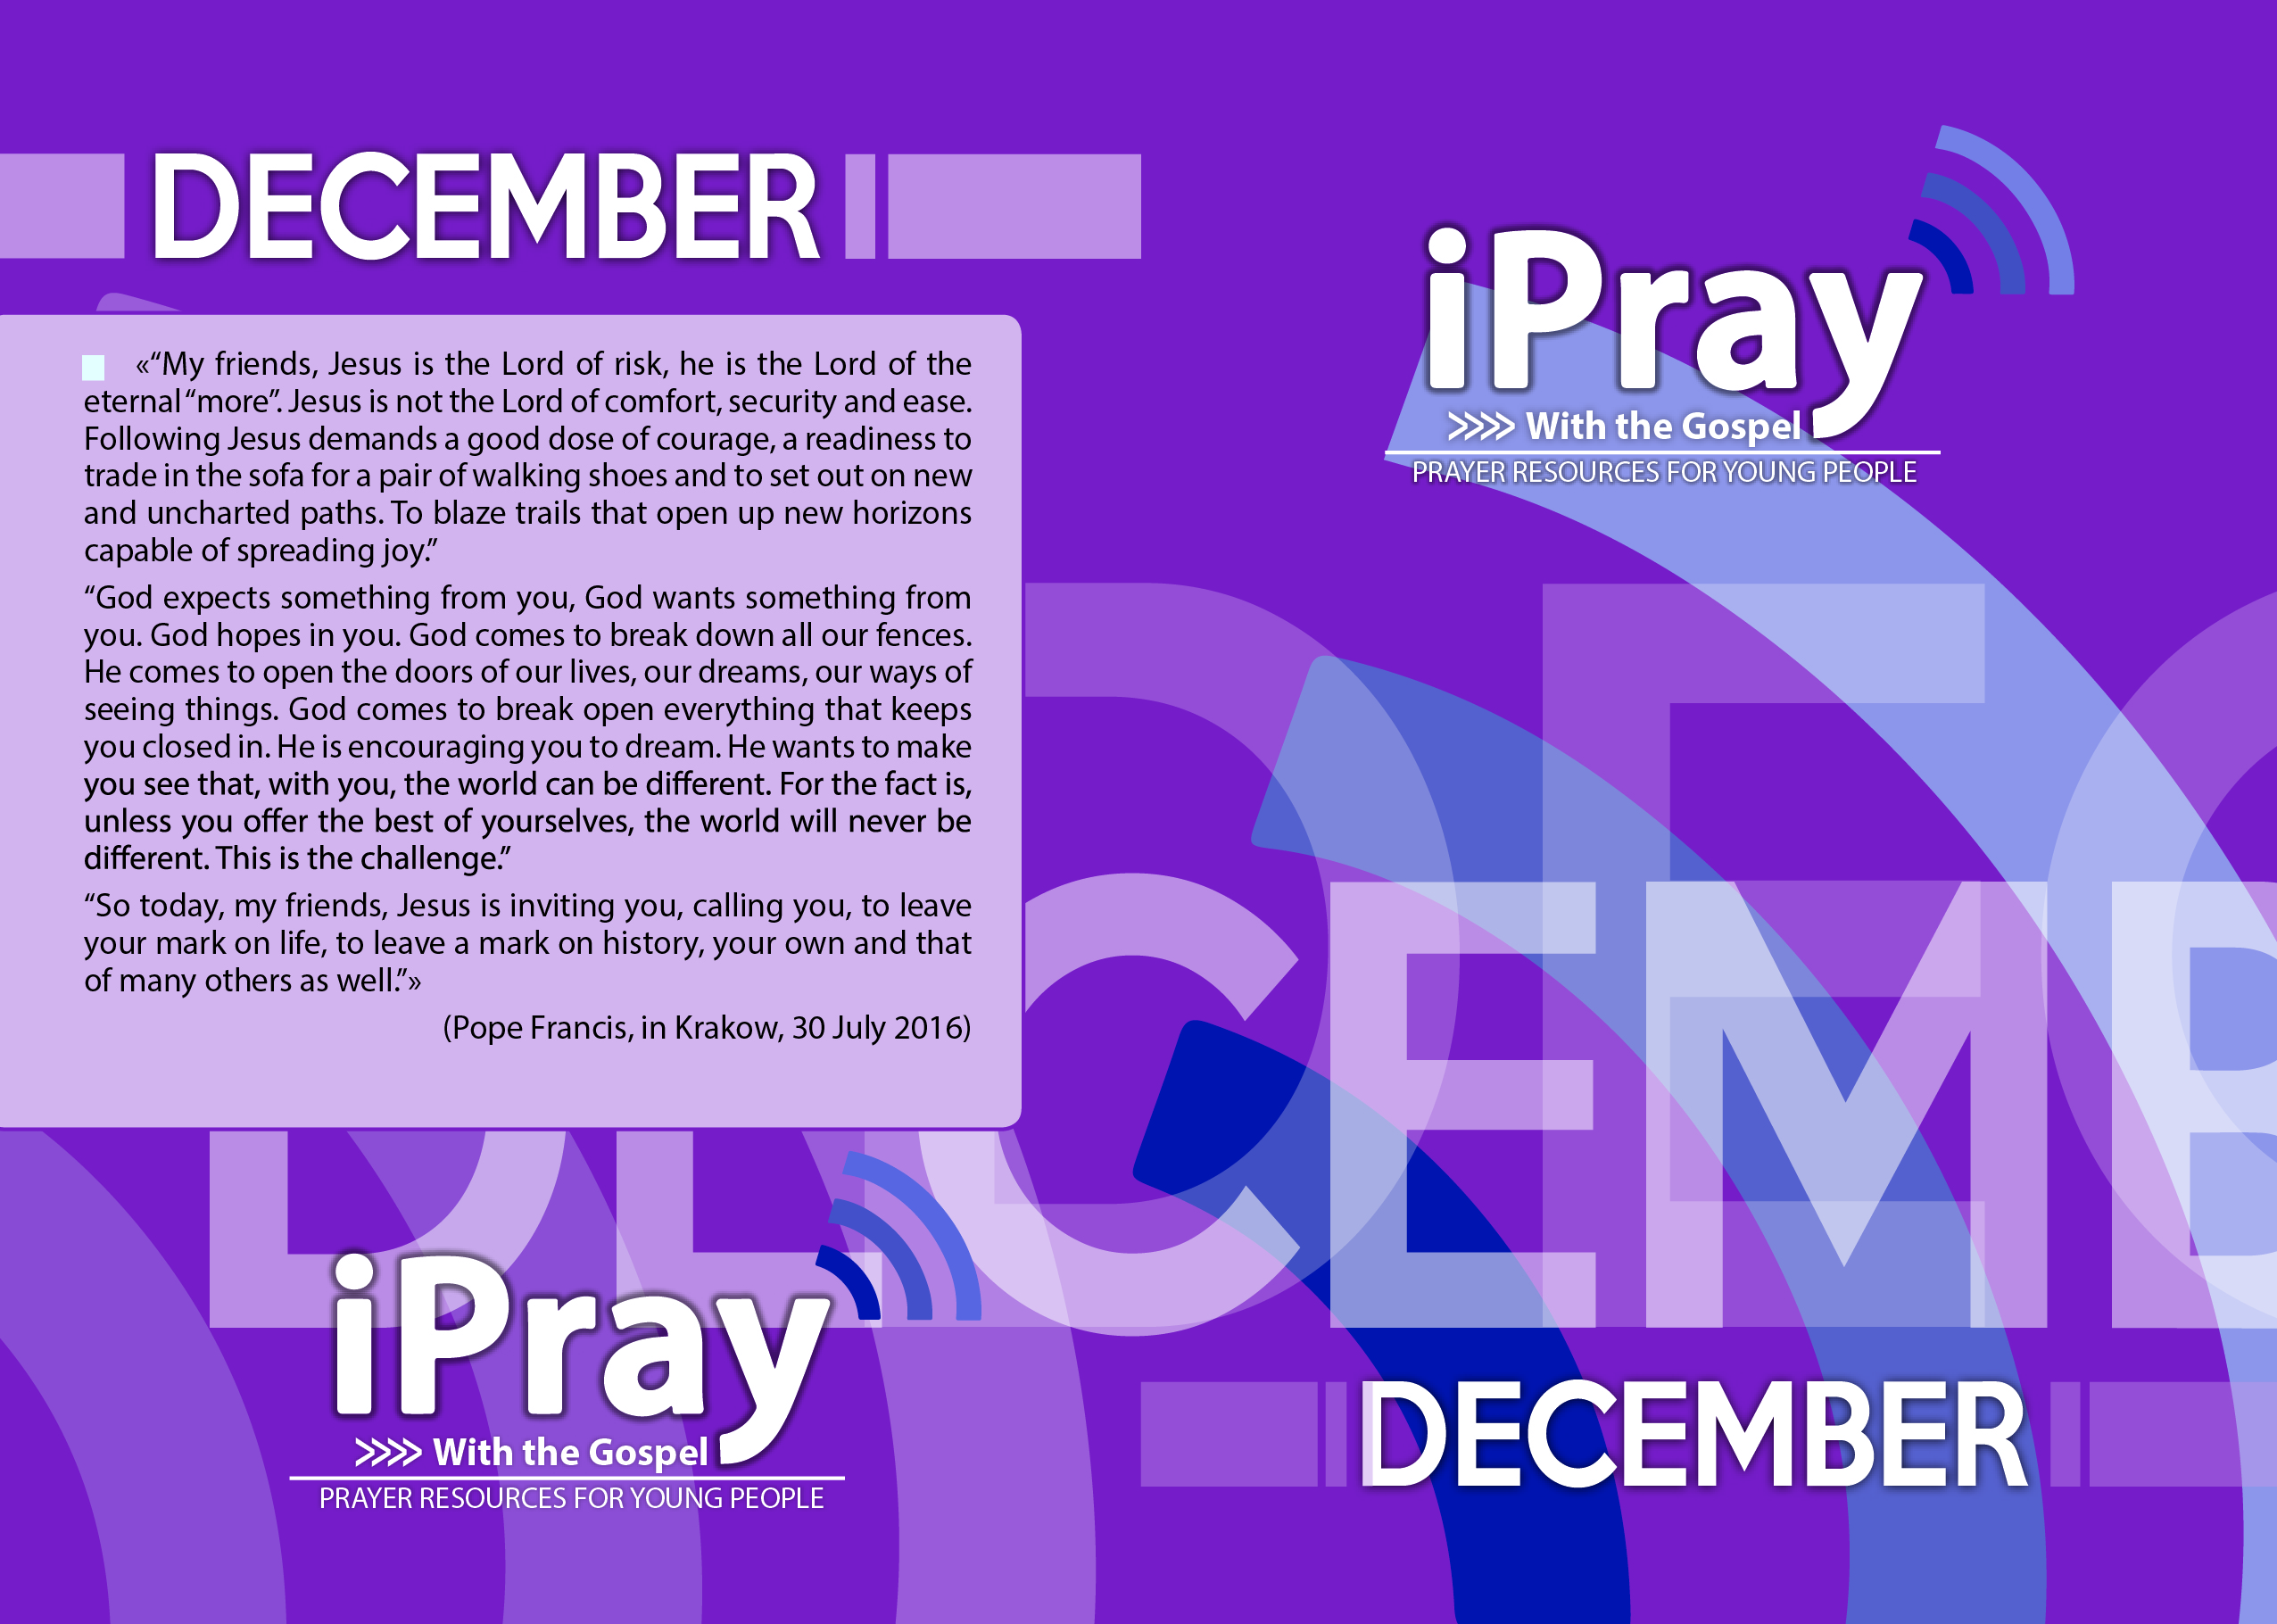 DECEMBER
«“My friends, Jesus is the Lord of risk, he is the Lord of the
eternal “more”. Jesus is not the Lord of comfort, security and ease.
Following Jesus demands a good dose of courage, a readiness to
trade in the sofa for a pair of walking shoes and to set out on new
and uncharted paths. To blaze trails that open up new horizons
capable of spreading joy.”
“God expects something from you, God wants something from
you. God hopes in you. God comes to break down all our fences.
He comes to open the doors of our lives, our dreams, our ways of
seeing things. God comes to break open everything that keeps
you closed in. He is encouraging you to dream. He wants to make
you see that, with you, the world can be different. For the fact is,
unless you offer the best of yourselves, the world will never be
different. This is the challenge.”
“So today, my friends, Jesus is inviting you, calling you, to leave
your mark on life, to leave a mark on history, your own and that
of many others as well.”»
(Pope Francis, in Krakow, 30 July 2016)
iPray
>>>> With the Gospel
PRAYER RESOURCES FOR YOUNG PEOPLE
iPray
>>>> With the Gospel
PRAYER RESOURCES FOR YOUNG PEOPLE
DEC
DECEMB
DECEMBER